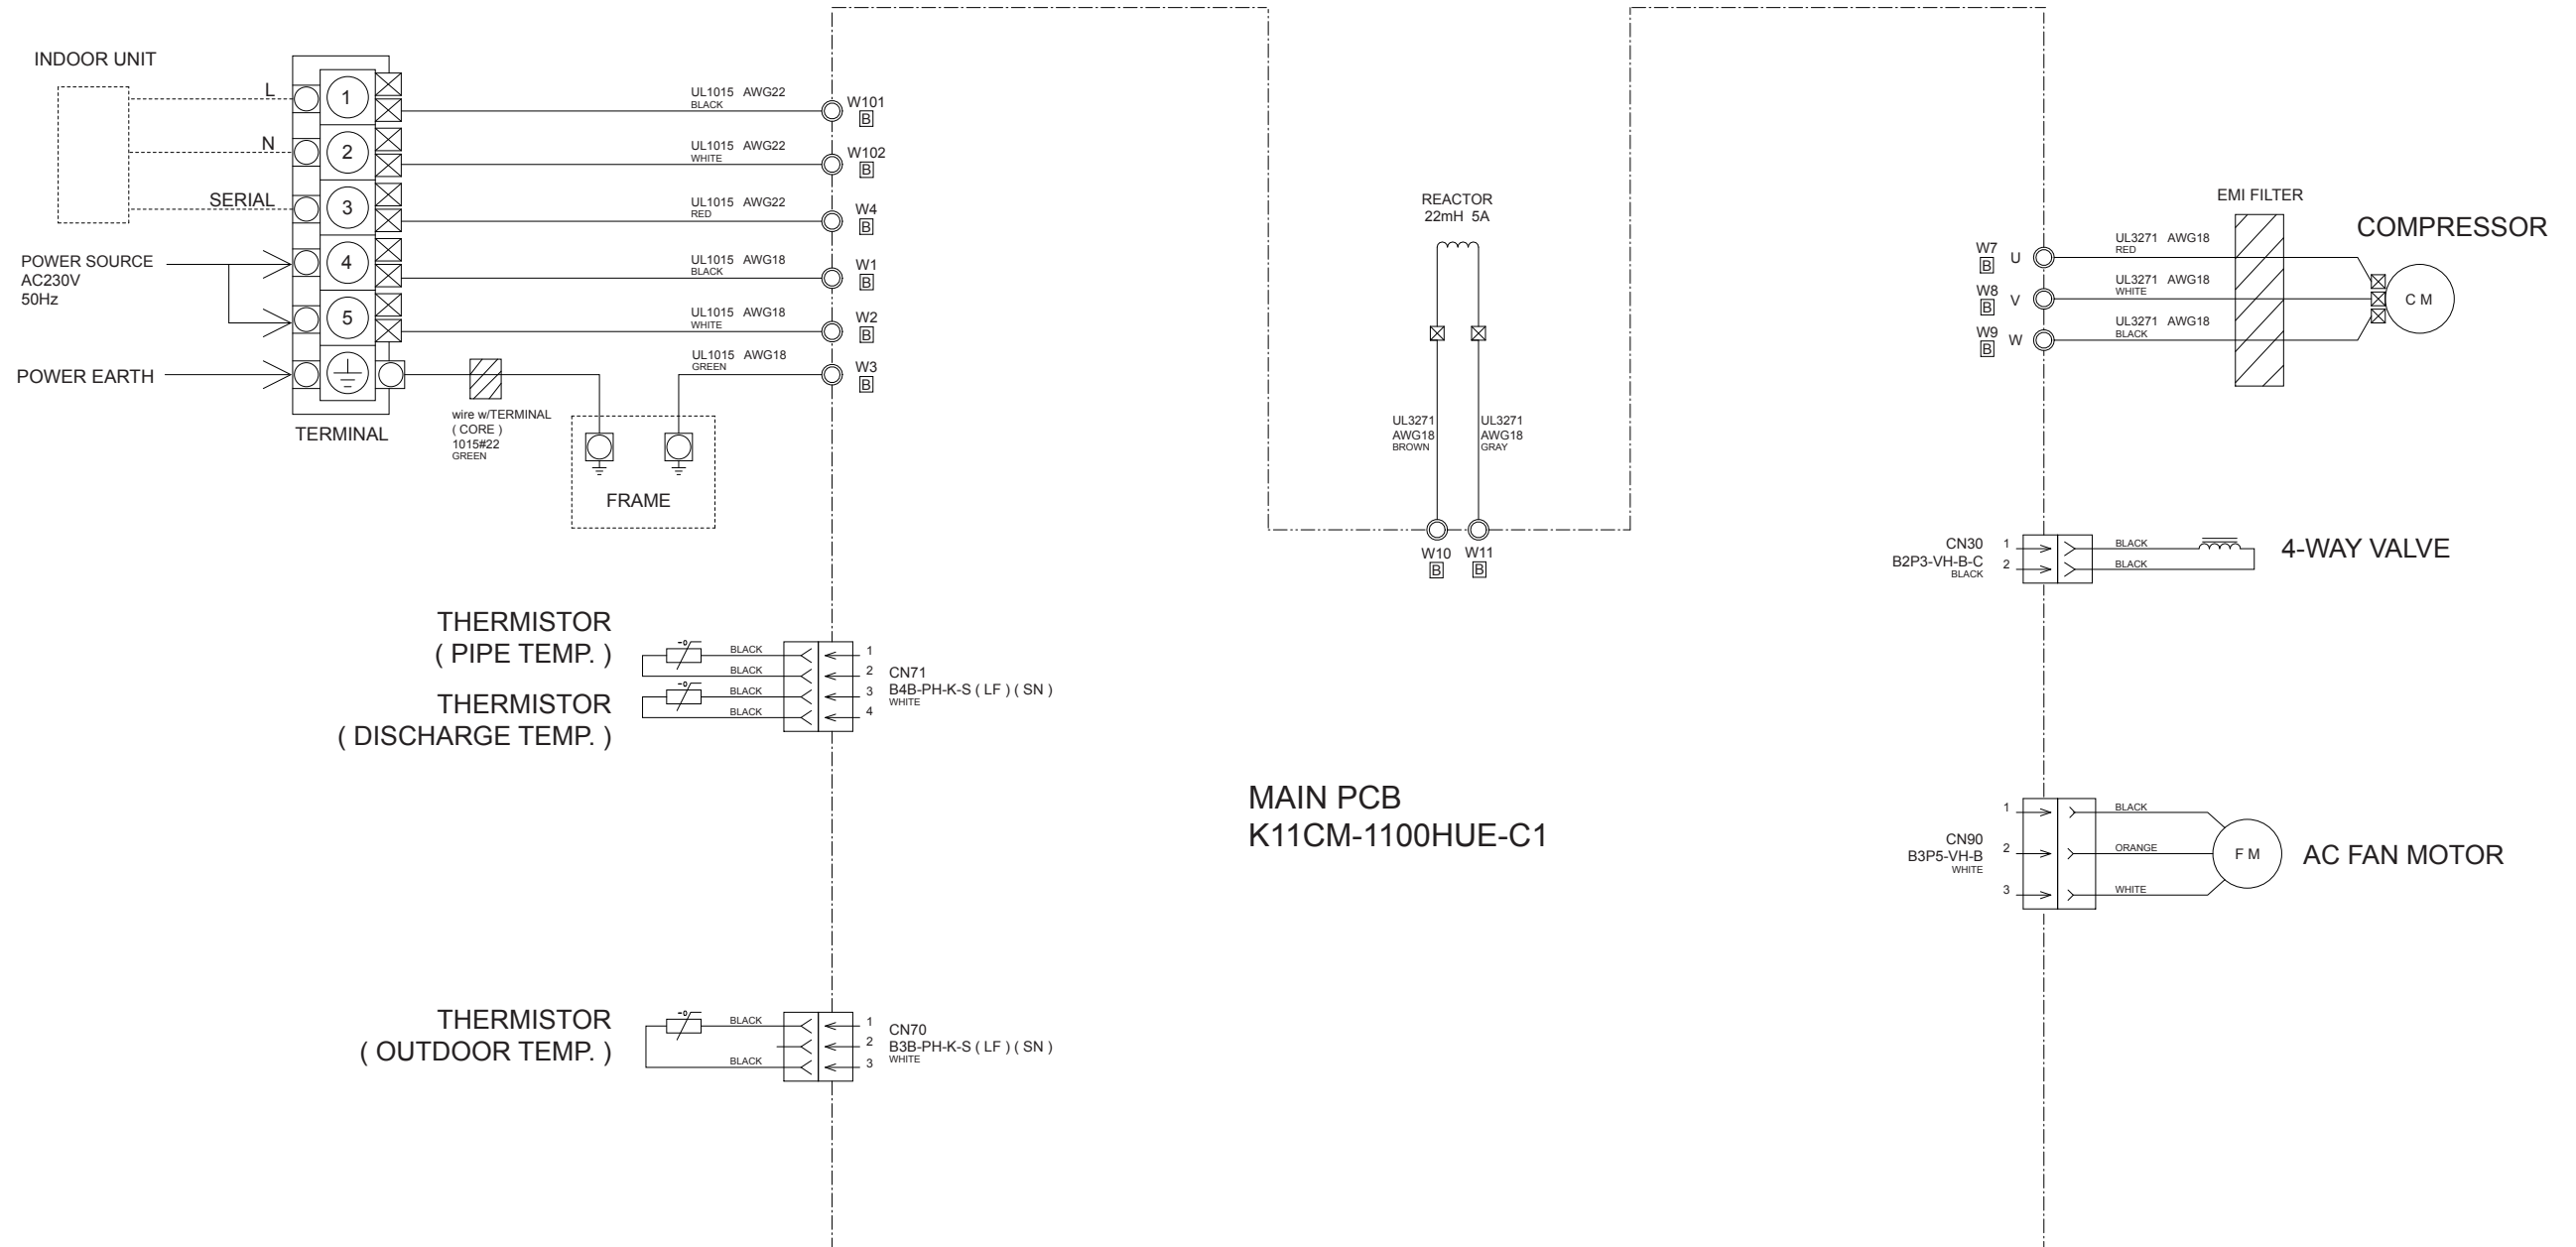 INDOOR UNIT
L
N
SERIAL
POWER SOURCE
AC230V
50Hz
POWER EARTH
1
2
3
4
5
TERMINAL
UL1015 AWG22
BLACK
W101
B
UL1015 AWG22
WHITE
W102
B
UL1015 AWG22
RED
W4
B
UL1015 AWG18
BLACK
W1
B
UL1015 AWG18
WHITE
W2
B
UL1015 AWG18
GREEN
W3
B
wire w/TERMINAL
( CORE )
1015#22
GREEN
FRAME
REACTOR
22mH 5A
UL3271
AWG18
BROWN
UL3271
AWG18
GRAY
W10
B
W11
B
EMI FILTER
COMPRESSOR
W7
B
U
UL3271 AWG18
RED
W8
B
V
UL3271 AWG18
WHITE
W9
B
W
UL3271 AWG18
BLACK
C M
CN30
B2P3-VH-B-C
BLACK
1
2
BLACK
BLACK
4-WAY VALVE
THERMISTOR
( PIPE TEMP. )
THERMISTOR
( DISCHARGE TEMP. )
BLACK
BLACK
BLACK
BLACK
1
2
3
4
CN71
B4B-PH-K-S ( LF ) ( SN )
WHITE
MAIN PCB
K11CM-1100HUE-C1
CN90
B3P5-VH-B
WHITE
1
2
3
BLACK
ORANGE
WHITE
F M
AC FAN MOTOR
THERMISTOR
( OUTDOOR TEMP. )
BLACK
BLACK
1
2
3
CN70
B3B-PH-K-S ( LF ) ( SN )
WHITE